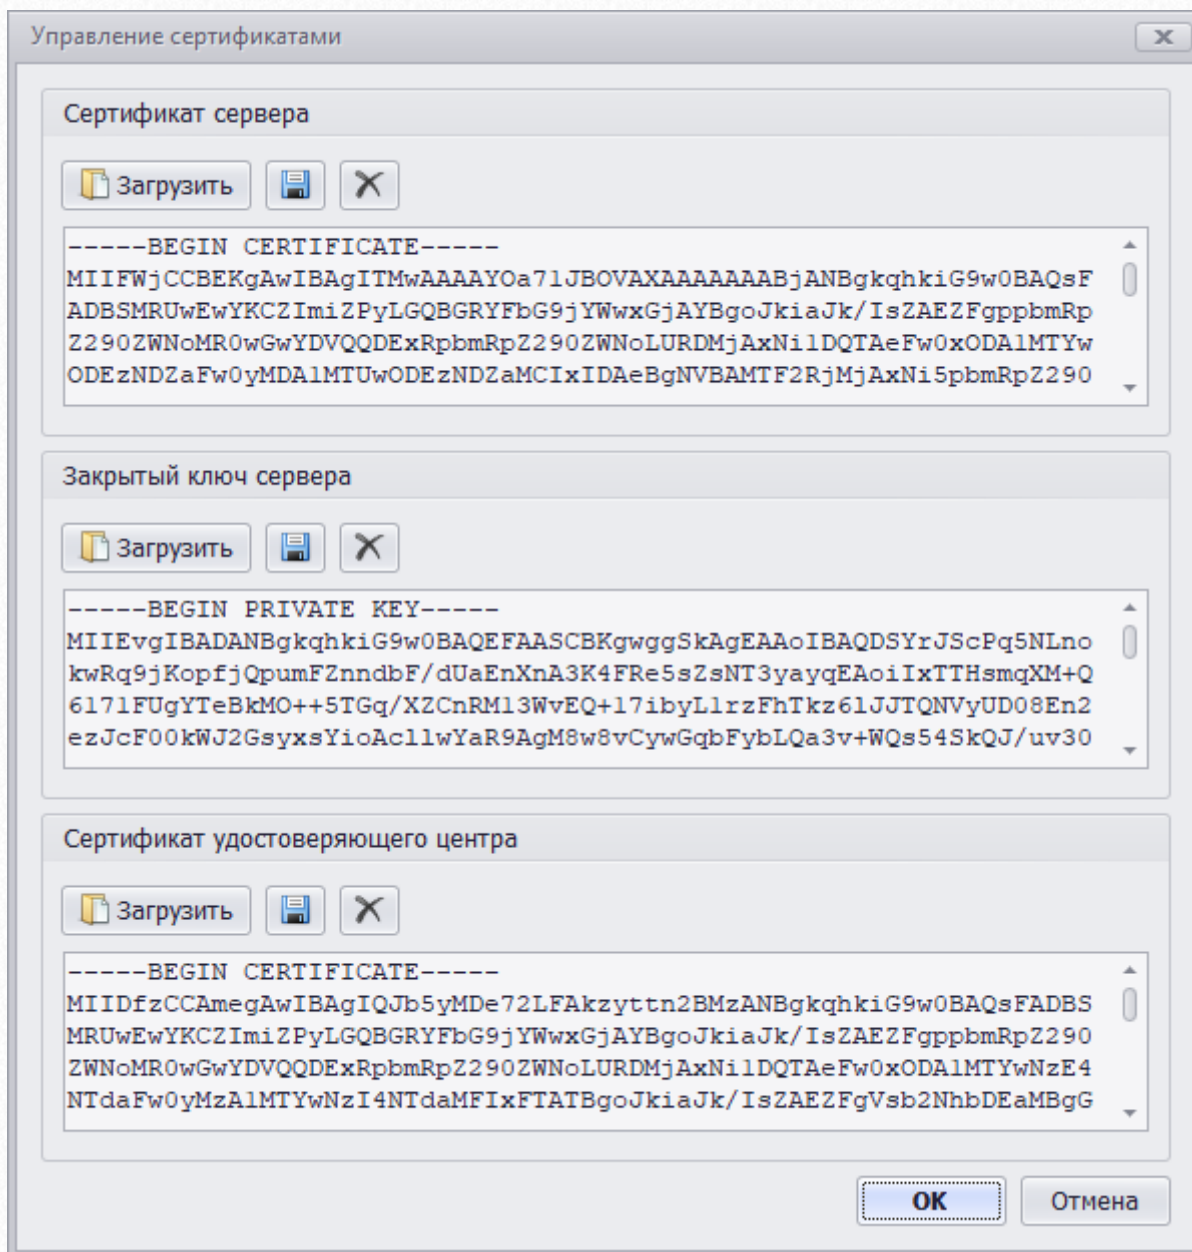 Управление сертификатами
Сертификат сервера
Загрузить
-----BEGIN CERTIFICATE-----
MIIFWjCCBEKgAwIBAgITMwAAAAYOa7lJBOVAXAAAAAAABjANBgkqhkiG9w0BAQsF
ADBSMRUwEwYKCZImiZPyLGQBGRYFbG9jYWwxGjAYBgoJkiaJk/IsZAEZFgppbmRp
Z290ZWNoMR0wGwYDVQQDExRpbmRpZ290ZWNoLURDMjAxNi1DQTAeFw0xODA1MTYw
ODEzNDZaFw0yMDA1MTUwODEzNDZaMCIxIDAeBgNVBAMTF2RjMjAxNi5pbmRpZ290
Закрытый ключ сервера
Загрузить
-----BEGIN PRIVATE KEY-----
MIIEvgIBADANBgkqhkiG9w0BAQEFAASCBKgwggSkAgEAAoIBAQDSYrJScPq5NLno
kwRq9jKopfjQpumFZnndbF/dUaEnXnA3K4FRe5sZsNT3yayqEAoiIxTTHsmqXM+Q
6171FUgYTeBkMO++5TGq/XZCnRM13WvEQ+17ibyL1rzFhTkz61JJTQNVyUD08En2
ezJcF00kWJ2GsyxsYioAc11wYaR9AgM8w8vCywGqbFybLQa3v+WQs54SkQJ/uv30
Сертификат удостоверяющего центра
Загрузить
-----BEGIN CERTIFICATE-----
MIIDfzCCAmegAwIBAgIQJb5yMDe72LFAkzyttn2BMzANBgkqhkiG9w0BAQsFADBS
MRUwEwYKCZImiZPyLGQBGRYFbG9jYWwxGjAYBgoJkiaJk/IsZAEZFgppbmRpZ290
ZWNoMR0wGwYDVQQDExRpbmRpZ290ZWNoLURDMjAxNi1DQTAeFw0xODA1MTYwNzE4
NTdaFw0yMzA1MTYwNzI4NTdaMFIxFTATBgoJkiaJk/IsZAEZFgVsb2NhbDEaMBgG
OK
Отмена